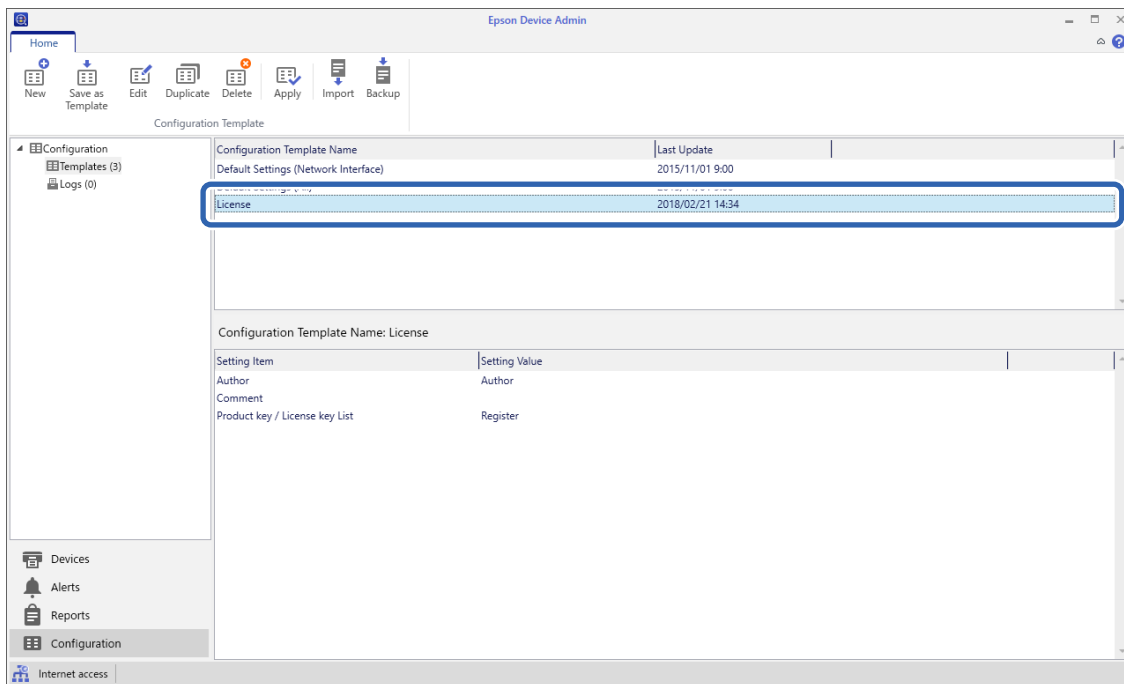 Epson Device Admin
Home
New
Save as Template
Edit
Duplicate
Delete
Apply
Import
Backup
Configuration Template
Configuration
Templates (3)
Logs (0)
Configuration Template Name Last Update
Default Settings (Network Interface) 2015/11/01 9:00
License 2018/02/21 14:34
Configuration Template Name: License
Setting Item Setting Value
Author Author
Comment
Product key / License key List Register
Devices
Alerts
Reports
Configuration
Internet access